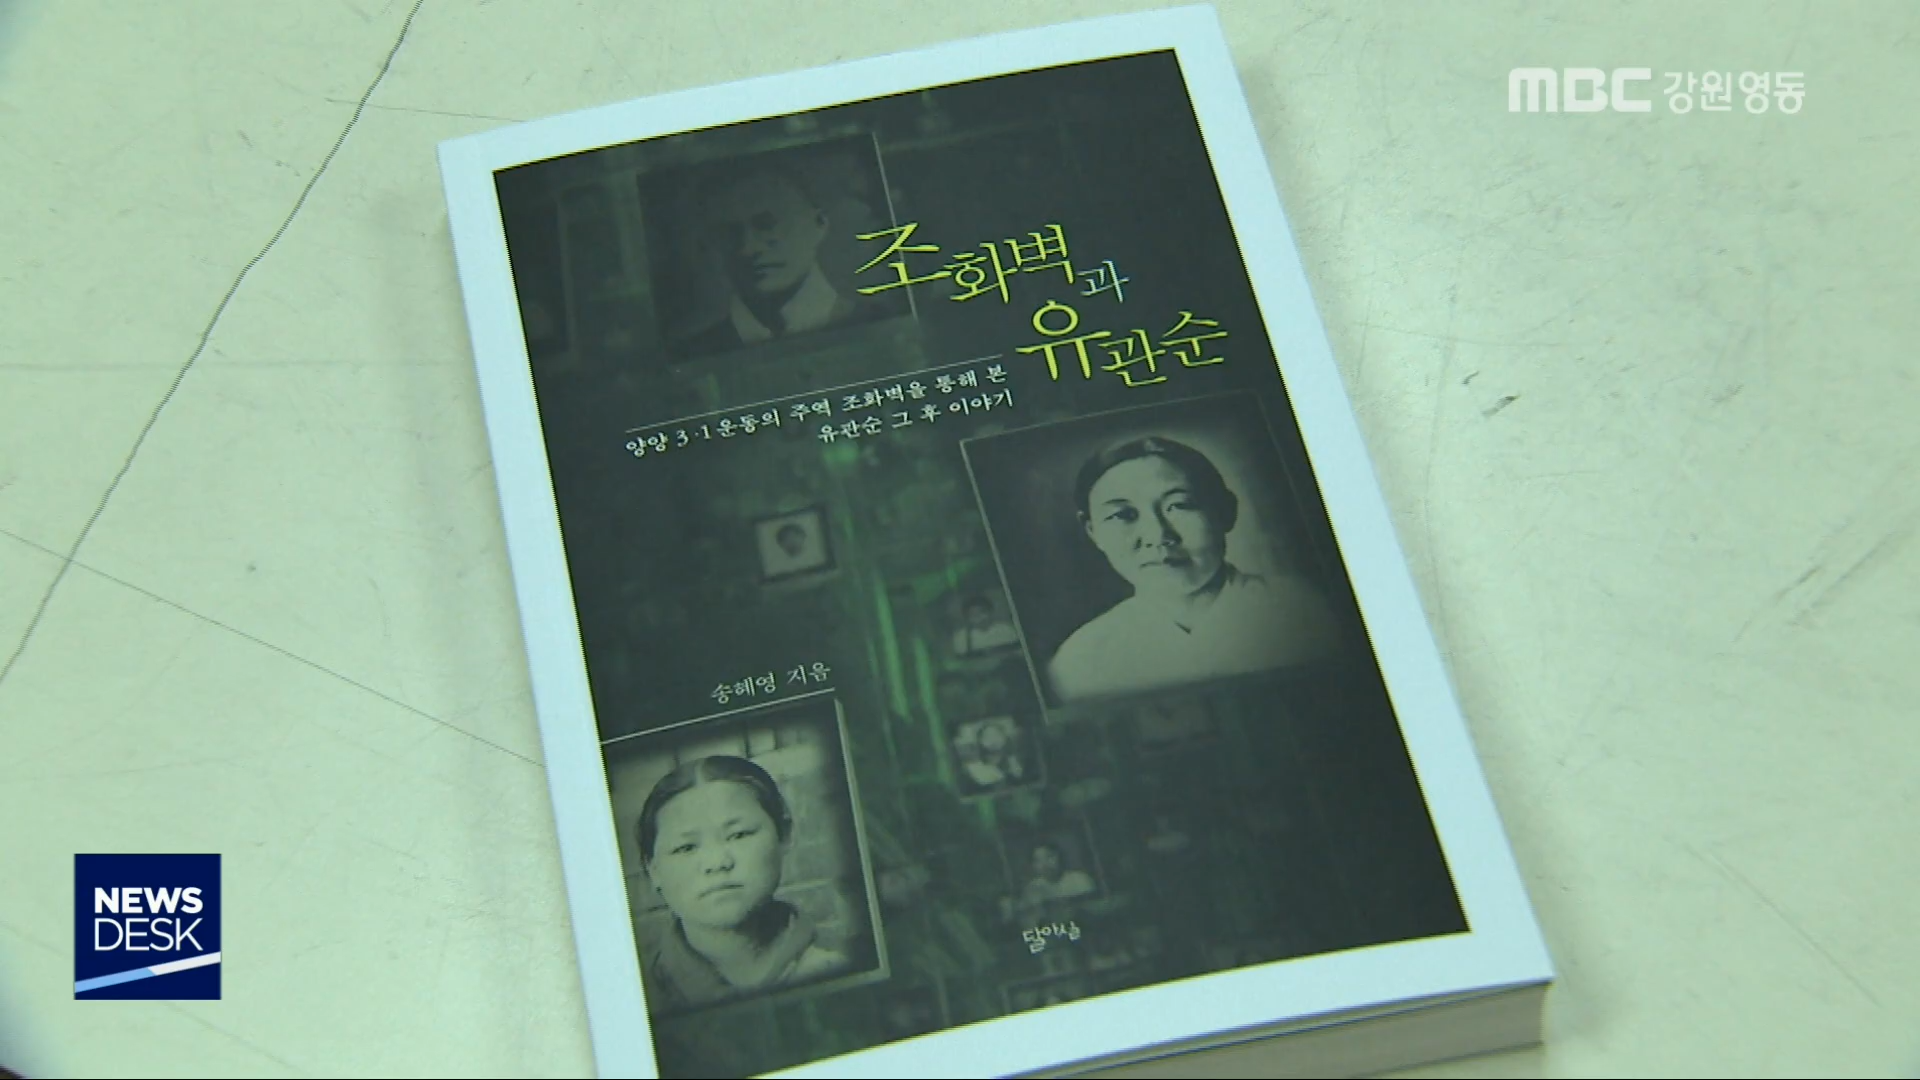 MBC 강원영동
조화벽과
유관순
양양 3·1운동의 주역 조화벽을 통해 본
유관순 그 후 이야기
송혜영 지음
달아실
NEWS
DESK